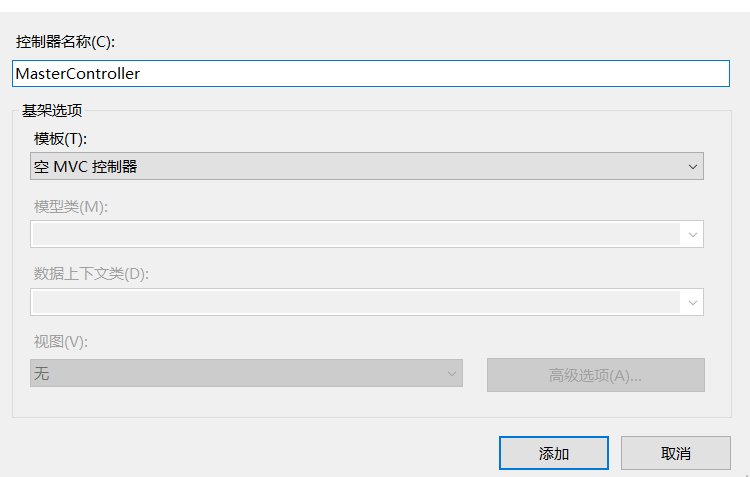 控制器名称(C):
MasterController
基架选项
模板(T):
空 MVC 控制器
模型类(M):
数据上下文类(D):
视图(V):
无
高级选项(A)...
添加
取消